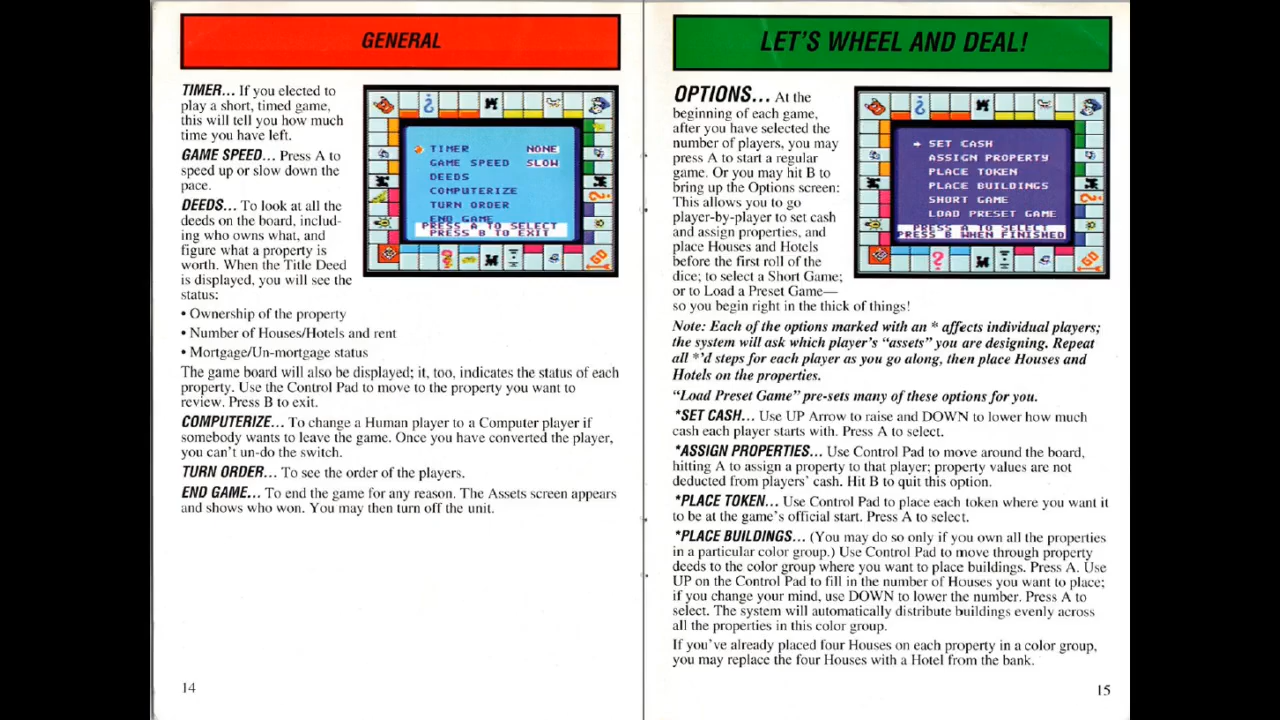 GENERAL
TIMER... If you elected to
play a short, timed game,
this will tell you how much
time you have left.
GAME SPEED... Press A to
speed up or slow down the
pace.
DEEDS... To look at all the
deeds on the board, includ-
ing who owns what, and
figure what a property is
worth. When the Title Deed
is displayed, you will see the
status:
TIMER NONE
GAME SPEED SLOW
DEEDS
COMPUTERIZE
TURN ORDER
END GAME
PRESS A TO SELECT
PRESS B TO EXIT
GO
• Ownership of the property
• Number of Houses/Hotels and rent
• Mortgage/Un-mortgage status
The game board will also be displayed; it, too, indicates the status of each
property. Use the Control Pad to move to the property you want to
review. Press B to exit.
COMPUTERIZE... To change a Human player to a Computer player if
somebody wants to leave the game. Once you have converted the player,
you can't un-do the switch.
TURN ORDER... To see the order of the players.
END GAME... To end the game for any reason. The Assets screen appears
and shows who won. You may then turn off the unit.
14
LET'S WHEEL AND DEAL!
OPTIONS... At the
beginning of each game,
after you have selected the
number of players, you may
press A to start a regular
game. Or you may hit B to
bring up the Options screen:
This allows you to go
player-by-player to set cash
and assign properties, and
place Houses and Hotels
before the first roll of the
dice; to select a Short Game;
or to Load a Preset Game—
so you begin right in the thick of things!
SET CASH
ASSIGN PROPERTY
PLACE TOKEN
PLACE BUILDINGS
SHORT GAME
LOAD PRESET GAME
PRESS A TO SELECT
PRESS B WHEN FINISHED
GO
Note: Each of the options marked with an * affects individual players;
the system will ask which player's "assets" you are designing. Repeat
all *'d steps for each player as you go along, then place Houses and
Hotels on the properties.
"Load Preset Game" pre-sets many of these options for you.
*SET CASH... Use UP Arrow to raise and DOWN to lower how much
cash each player starts with. Press A to select.
*ASSIGN PROPERTIES... Use Control Pad to move around the board,
hitting A to assign a property to that player; property values are not
deducted from players' cash. Hit B to quit this option.
*PLACE TOKEN... Use Control Pad to place each token where you want it
to be at the game's official start. Press A to select.
*PLACE BUILDINGS... (You may do so only if you own all the properties
in a particular color group.) Use Control Pad to move through property
deeds to the color group where you want to place buildings. Press A. Use
UP on the Control Pad to fill in the number of Houses you want to place;
if you change your mind, use DOWN to lower the number. Press A to
select. The system will automatically distribute buildings evenly across
all the properties in this color group.
If you've already placed four Houses on each property in a color group,
you may replace the four Houses with a Hotel from the bank.
15